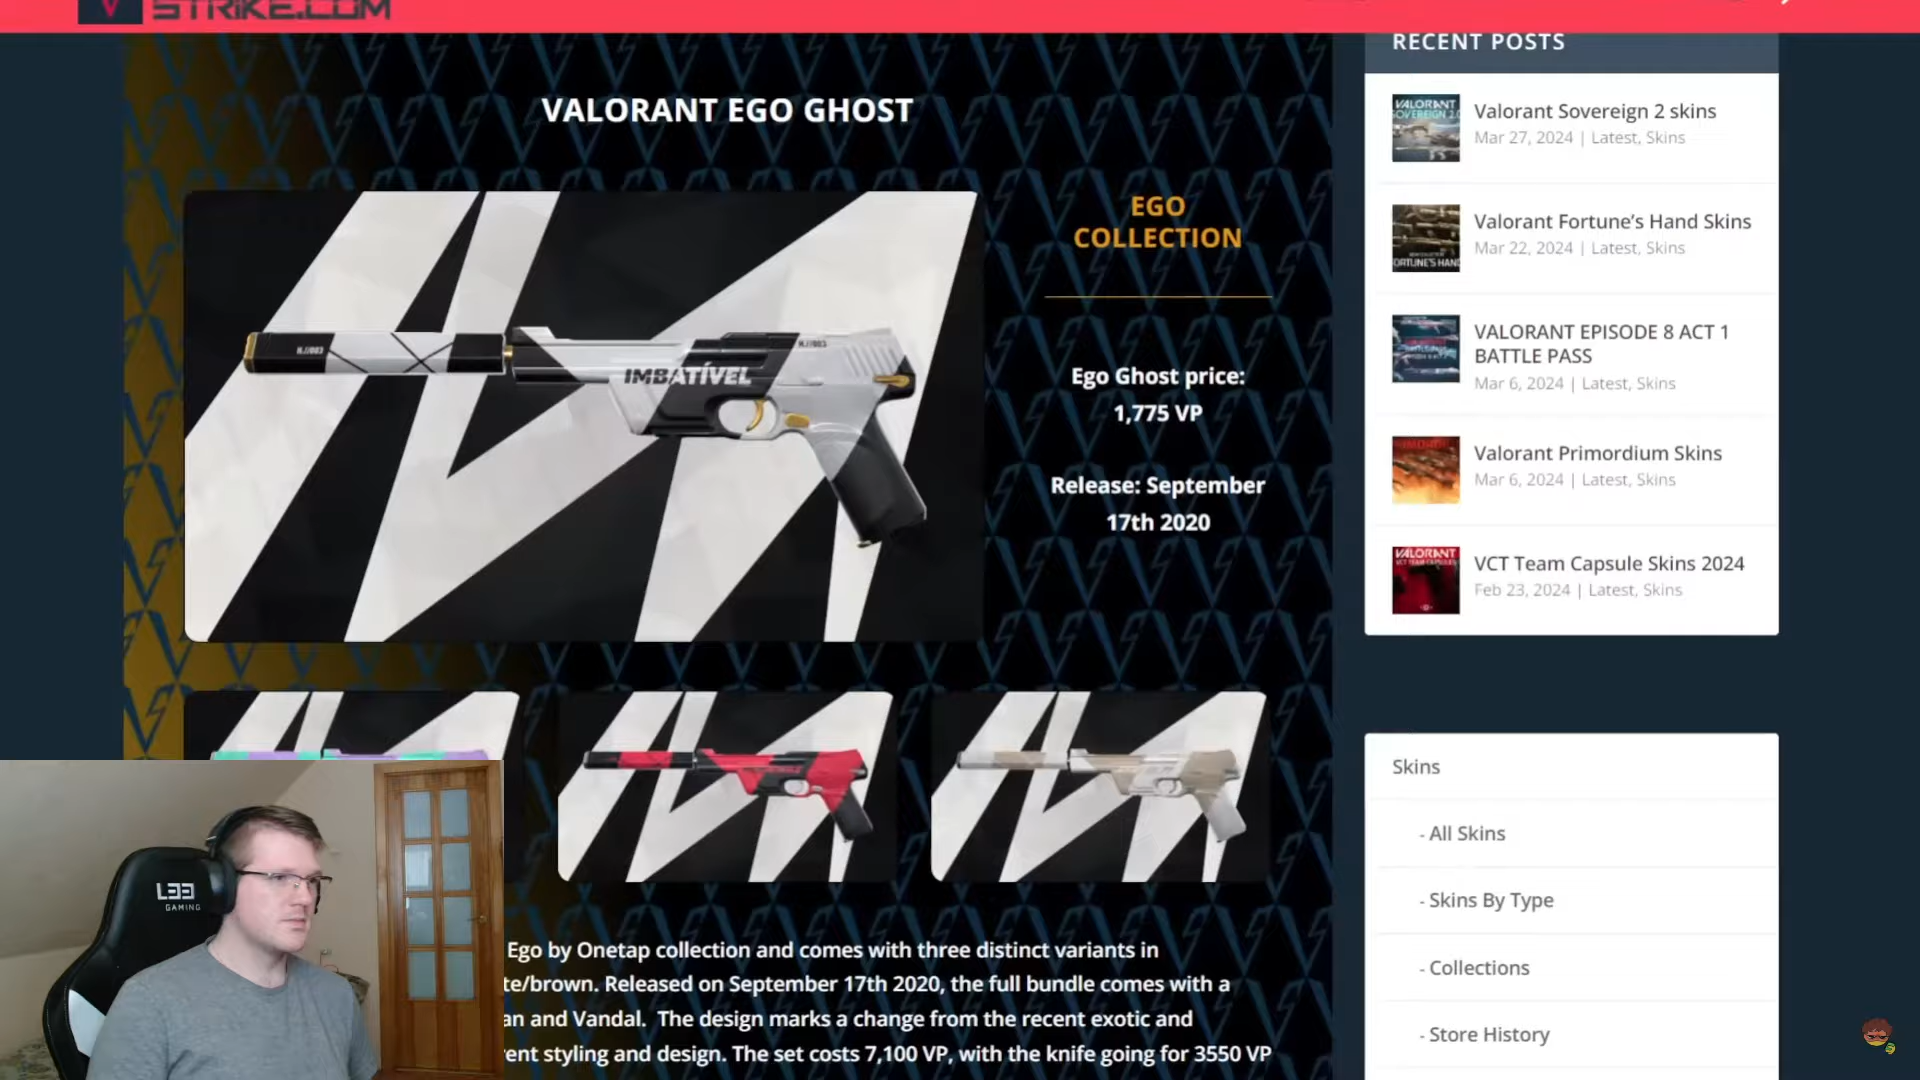 STRIKE.COM
VALORANT EGO GHOST
EGO
COLLECTION
IMBATÍVEL
Ego Ghost price:
1,775 VP
Release: September
17th 2020
Ego by Onetap collection and comes with three distinct variants in
te/brown. Released on September 17th 2020, the full bundle comes with a
an and Vandal. The design marks a change from the recent exotic and
rent styling and design. The set costs 7,100 VP, with the knife going for 3550 VP
RECENT POSTS
VALORANT
Valorant Sovereign 2 skins
Mar 27, 2024 | Latest, Skins
Valorant Fortune’s Hand Skins
Mar 22, 2024 | Latest, Skins
VALORANT EPISODE 8 ACT 1
BATTLE PASS
Mar 6, 2024 | Latest, Skins
Valorant Primordium Skins
Mar 6, 2024 | Latest, Skins
VALORANT
VCT Team Capsule Skins 2024
Feb 23, 2024 | Latest, Skins
Skins
- All Skins
- Skins By Type
- Collections
- Store History
L33
GAMING